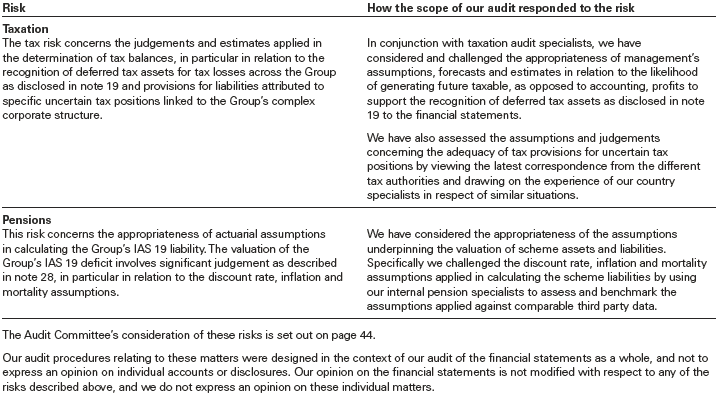 Risk
How the scope of our audit responded to the risk
Taxation
The tax risk concerns the judgements and estimates applied in
the determination of tax balances, in particular in relation to the
recognition of deferred tax assets for tax losses across the Group
as disclosed in note 19 and provisions for liabilities attributed to
specific uncertain tax positions linked to the Group's complex
corporate structure.
In conjunction with taxation audit specialists, we have
considered and challenged the appropriateness of management's
assumptions, forecasts and estimates in relation to the likelihood
of generating future taxable, as opposed to accounting, profits to
support the recognition of deferred tax assets as disclosed in note
19 to the financial statements.
We have also assessed the assumptions and judgements
concerning the adequacy of tax provisions for uncertain tax
positions by viewing the latest correspondence from the different
tax authorities and drawing on the experience of our country
specialists in respect of similar situations.
Pensions
This risk concerns the appropriateness of actuarial assumptions
in calculating the Group's IAS 19 liability. The valuation of the
Group's IAS 19 deficit involves significant judgement as described
in note 28, in particular in relation to the discount rate, inflation and
mortality assumptions.
We have considered the appropriateness of the assumptions
underpinning the valuation of scheme assets and liabilities.
Specifically we challenged the discount rate, inflation and mortality
assumptions applied in calculating the scheme liabilities by using
our internal pension specialists to assess and benchmark the
assumptions applied against comparable third party data.
The Audit Committee's consideration of these risks is set out on page 44.
Our audit procedures relating to these matters were designed in the context of our audit of the financial statements as a whole, and not to
express an opinion on individual accounts or disclosures. Our opinion on the financial statements is not modified with respect to any of the
risks described above, and we do not express an opinion on these individual matters.